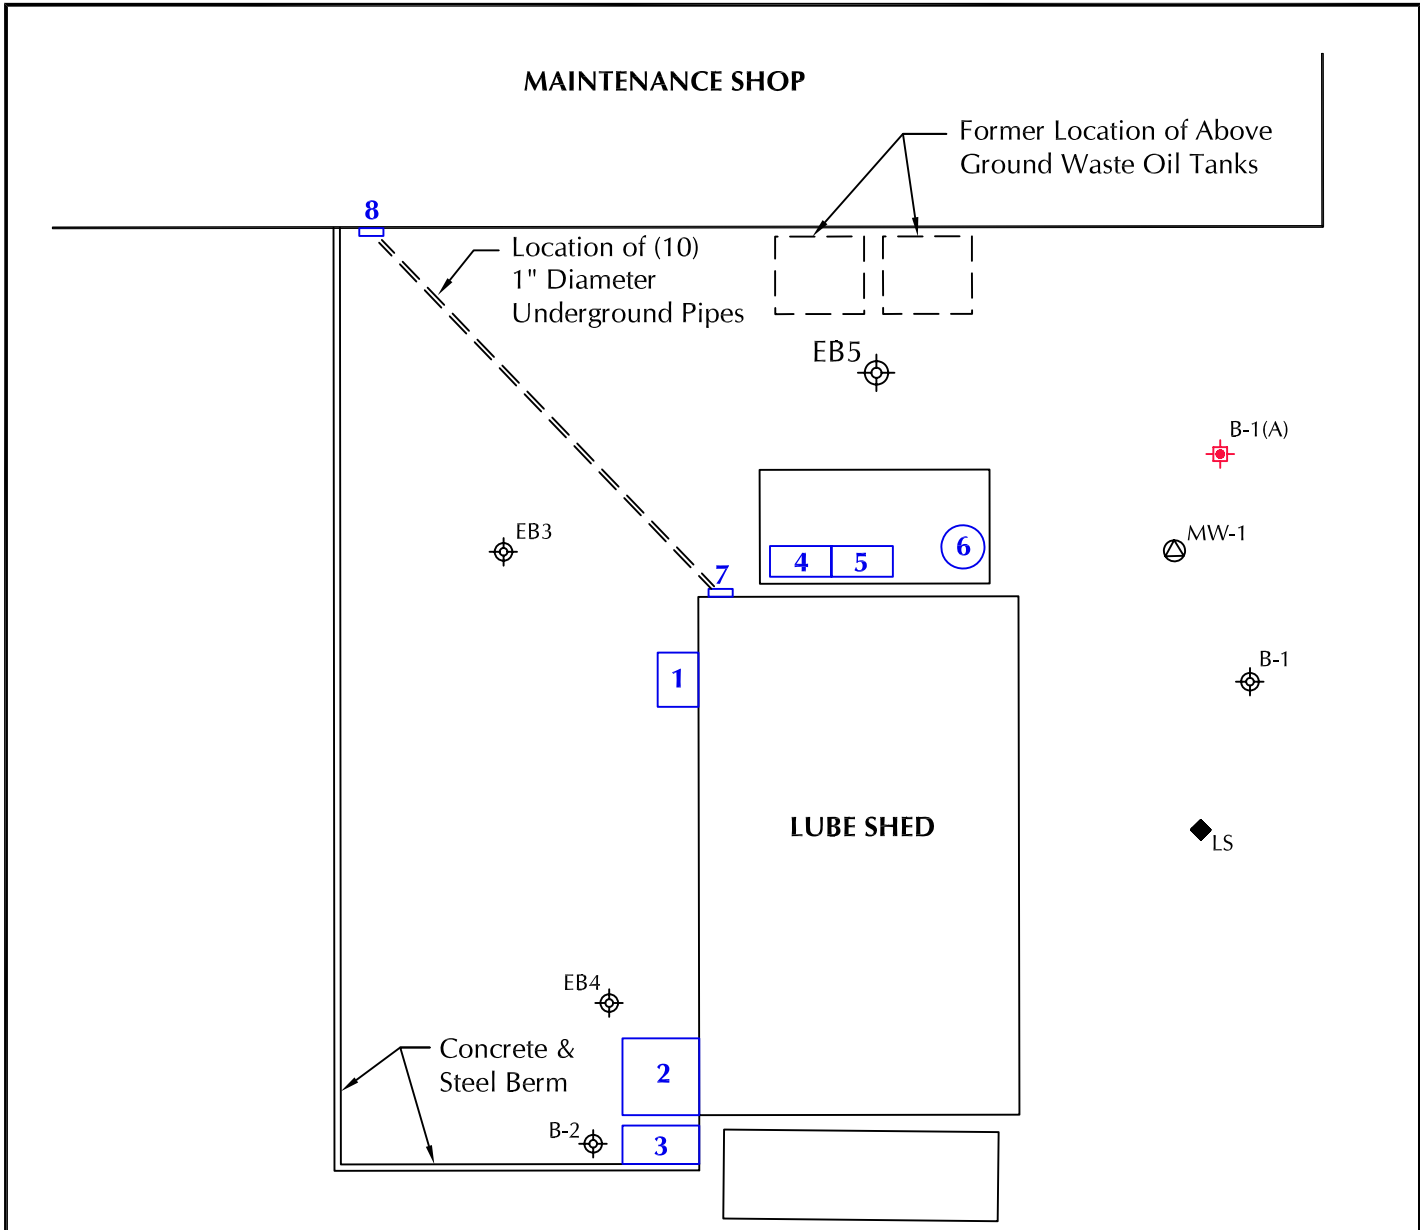 MAINTENANCE SHOP
Former Location of Above
Ground Waste Oil Tanks
8
Location of (10)
1" Diameter
Underground Pipes
EB5
B-1(A)
EB3
MW-1
4
5
6
7
1
B-1
LUBE SHED
LS
EB4
Concrete &
Steel Berm
2
B-2
3